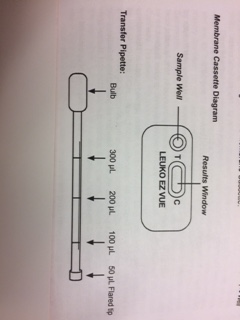 Membrane Cassette Diagram
Sample Well
Results Window
T
C
LEUKO EZ VUE
Transfer Pipette:
Bulb
300 µL
200 µL
100 µL
50 µL Flared tip